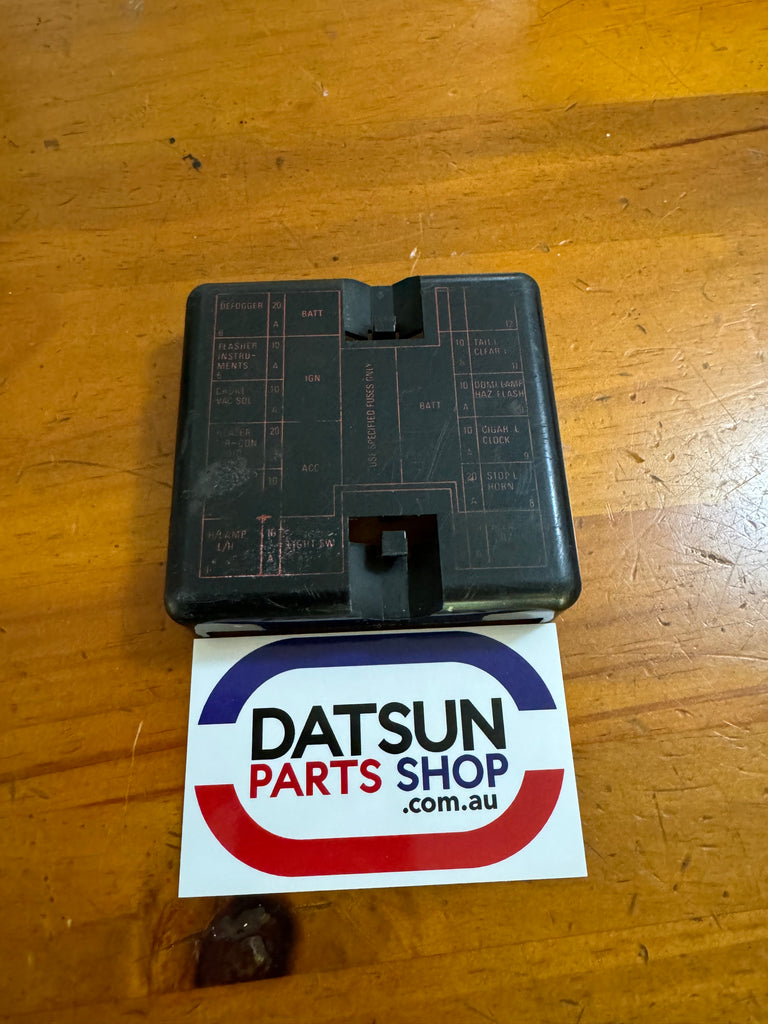 DEFOGGER 20 BATT
6 A
12
FLASHER 10
INSTRU-
MENTS A
5
IGN
10 TAIL L
CLEAR L
A 11
CHOKE 10
VAC SOL
A
USE SPECIFIED FUSES ONLY
BATT
10 DOME LAMP
HAZ FLASH
A
HEATER 20
AIR-CON
ACC
10
10 CIGAR L
CLOCK
A 9
20 STOP L
HORN
A 8
H/LAMP
L/H
A
LIGHT SW
DATSUN
PARTS SHOP
.com.au